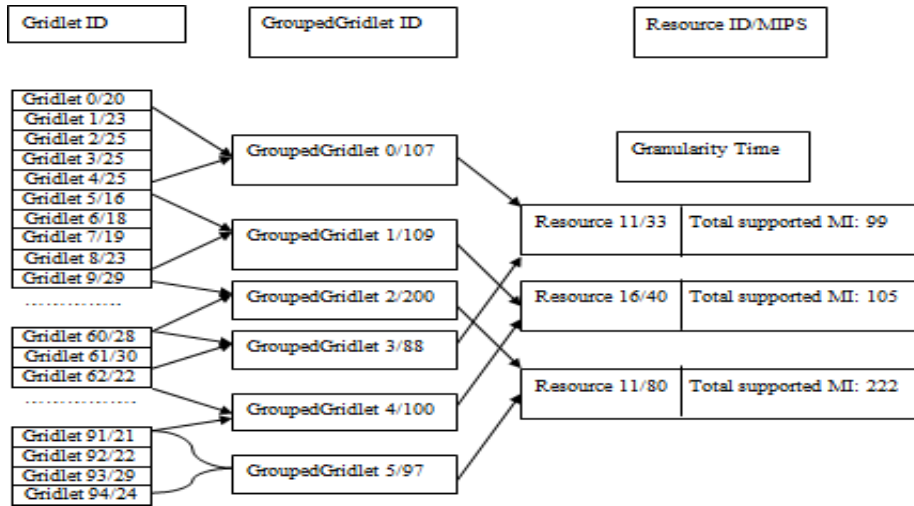 Gridlet ID
GroupedGridlet ID
Resource ID/MIPS
Gridlet 0/20
Gridlet 1/23
Gridlet 2/25
Gridlet 3/25
Gridlet 4/25
Gridlet 5/16
Gridlet 6/18
Gridlet 7/19
Gridlet 8/23
Gridlet 9/29
....................
Gridlet 60/28
Gridlet 61/30
Gridlet 62/22
....................
Gridlet 91/21
Gridlet 92/22
Gridlet 93/29
Gridlet 94/24
GroupedGridlet 0/107
GroupedGridlet 1/109
GroupedGridlet 2/200
GroupedGridlet 3/88
GroupedGridlet 4/100
GroupedGridlet 5/97
Granularity Time
Resource 11/33 Total supported MI: 99
Resource 16/40 Total supported MI: 105
Resource 11/80 Total supported MI: 222